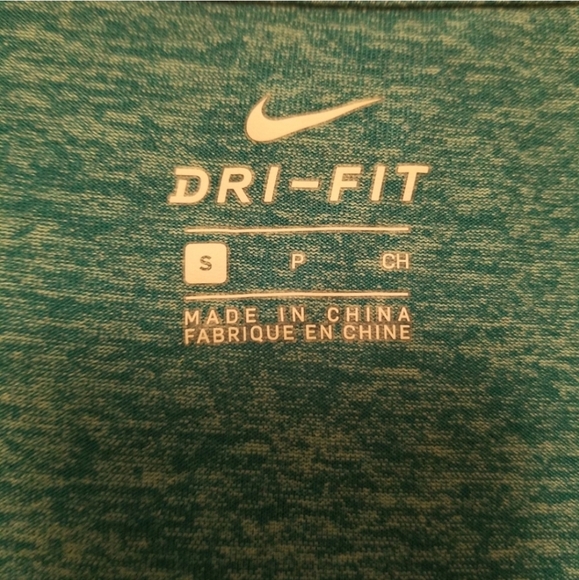 DRI-FIT
S P CH
MADE IN CHINA
FABRIQUE EN CHINE